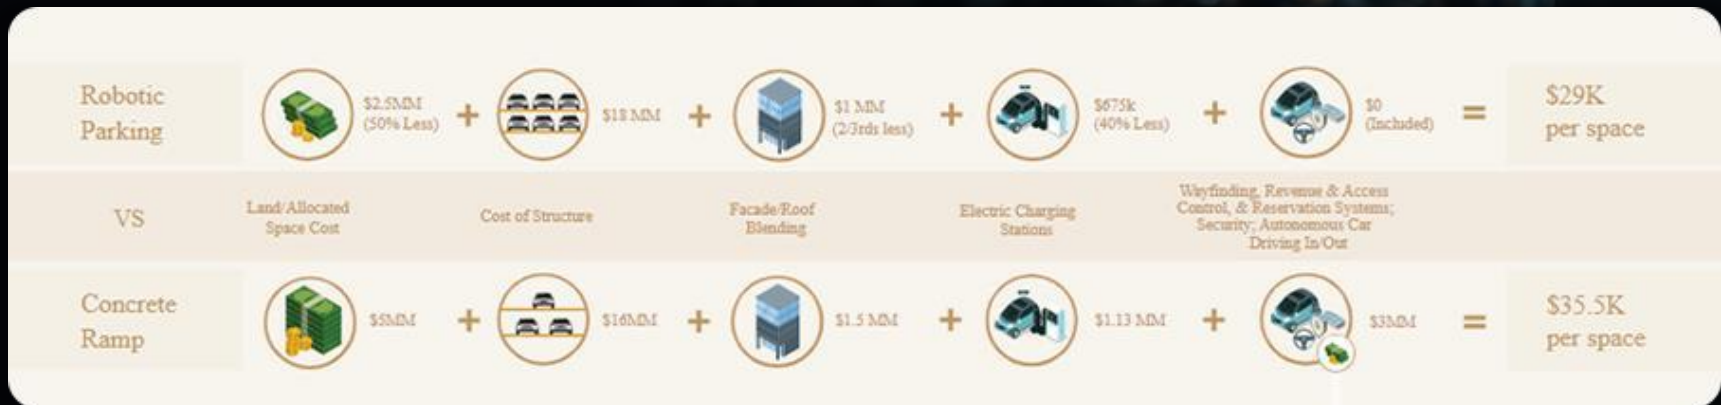 Robotic
Parking
$2.5MM
(50% Less)
+
$18 MM
+
$1 MM
(2/3rds less)
+
$675k
(40% Less)
+
$0
(Included)
=
$29K
per space
VS
Land/Allocated
Space Cost
Cost of Structure
Facade/Roof
Blending
Electric Charging
Stations
Wayfinding, Revenue & Access
Control, & Reservation Systems;
Security; Autonomous Car
Driving In/Out
Concrete
Ramp
$5MM
+
$16MM
+
$1.5 MM
+
$1.13 MM
+
$3MM
=
$35.5K
per space